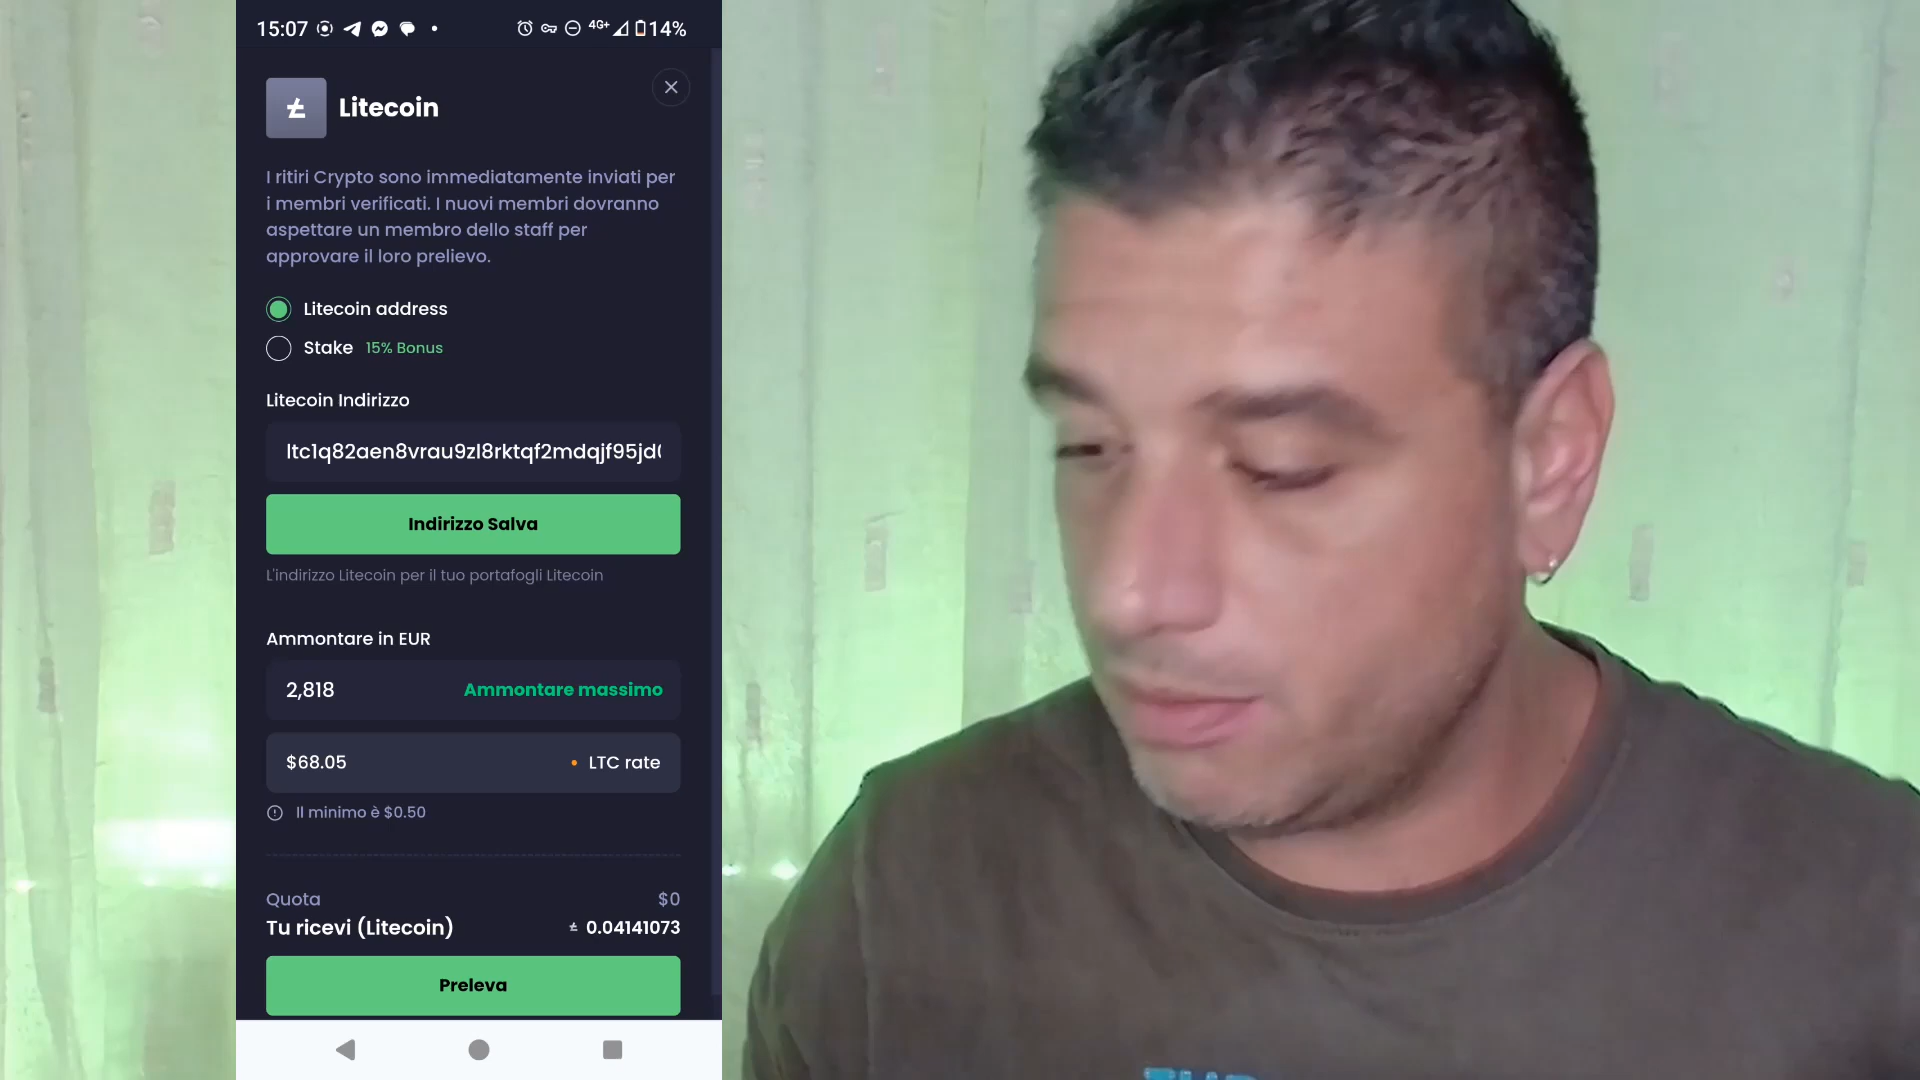 15:07
4G+
14%
Litecoin
I ritiri Crypto sono immediatamente inviati per
i membri verificati. I nuovi membri dovranno
aspettare un membro dello staff per
approvare il loro prelievo.
Litecoin address
Stake 15% Bonus
Litecoin Indirizzo
ltc1q82aen8vrau9zl8rktqf2mdqjf95jd
Indirizzo Salva
L'indirizzo Litecoin per il tuo portafogli Litecoin
Ammontare in EUR
2,818 Ammontare massimo
$68.05 • LTC rate
Il minimo è $0.50
Quota $0
Tu ricevi (Litecoin) Ł 0.04141073
Preleva